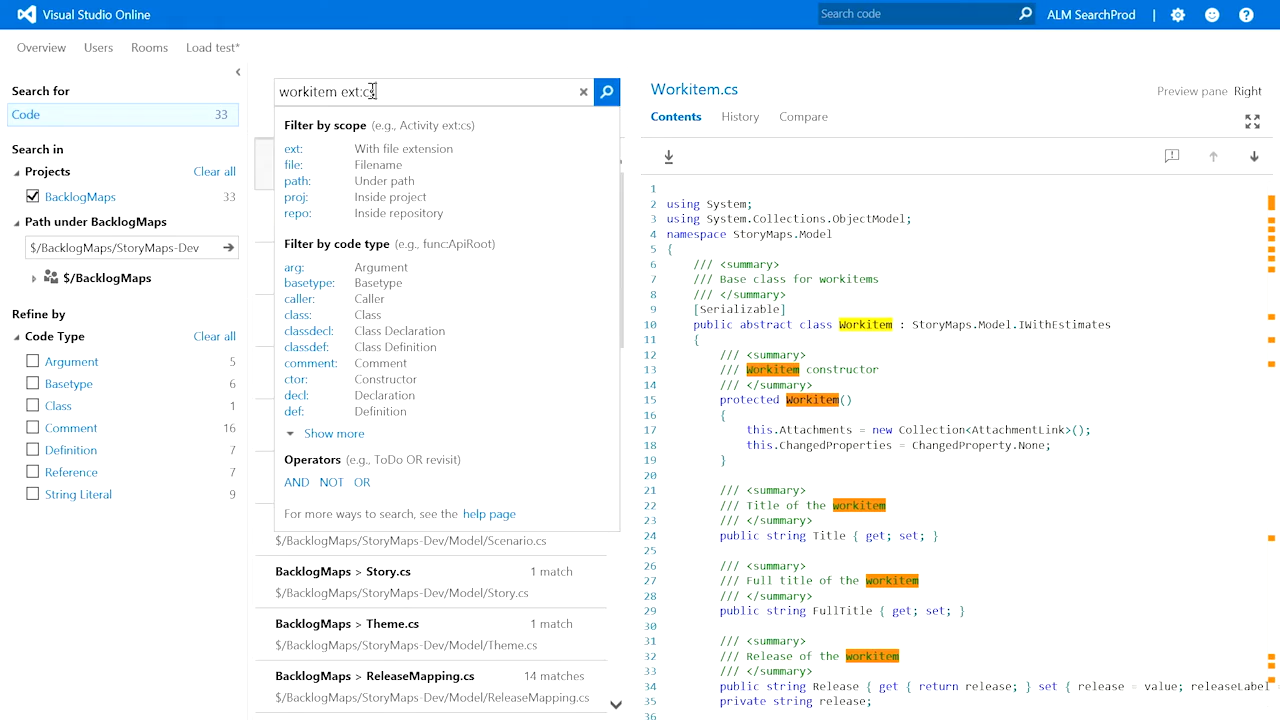 Visual Studio Online
Search code
ALM SearchProd
|
Overview Users Rooms Load test*
Search for
Code 33
Search in
Projects Clear all
BacklogMaps 33
Path under BacklogMaps
$/BacklogMaps/StoryMaps-Dev
$/BacklogMaps
Refine by
Code Type Clear all
Argument 5
Basetype 6
Class 1
Comment 16
Definition 7
Reference 7
String Literal 9
workitem ext:cs
Filter by scope (e.g., Activity ext:cs)
ext: With file extension
file: Filename
path: Under path
proj: Inside project
repo: Inside repository
Filter by code type (e.g., func:ApiRoot)
arg: Argument
basetype: Basetype
caller: Caller
class: Class
classdecl: Class Declaration
classdef: Class Definition
comment: Comment
ctor: Constructor
decl: Declaration
def: Definition
Show more
Operators (e.g., ToDo OR revisit)
AND NOT OR
For more ways to search, see the help page
$/BacklogMaps/StoryMaps-Dev/Model/Scenario.cs
BacklogMaps > Story.cs 1 match
$/BacklogMaps/StoryMaps-Dev/Model/Story.cs
BacklogMaps > Theme.cs 1 match
$/BacklogMaps/StoryMaps-Dev/Model/Theme.cs
BacklogMaps > ReleaseMapping.cs 14 matches
$/BacklogMaps/StoryMaps-Dev/Model/ReleaseMapping.cs
Workitem.cs
Preview pane Right
Contents History Compare
1
2 using System;
3 using System.Collections.ObjectModel;
4 namespace StoryMaps.Model
5 {
6 /// <summary>
7 /// Base class for workitems
8 /// </summary>
9 [Serializable]
10 public abstract class Workitem : StoryMaps.Model.IWithEstimates
11 {
12 /// <summary>
13 /// Workitem constructor
14 /// </summary>
15 protected Workitem()
16 {
17 this.Attachments = new Collection<AttachmentLink>();
18 this.ChangedProperties = ChangedProperty.None;
19 }
20
21 /// <summary>
22 /// Title of the workitem
23 /// </summary>
24 public string Title { get; set; }
25
26 /// <summary>
27 /// Full title of the workitem
28 /// </summary>
29 public string FullTitle { get; set; }
30
31 /// <summary>
32 /// Release of the workitem
33 /// </summary>
34 public string Release { get { return release; } set { release = value; releaseLabel
35 private string release;
36